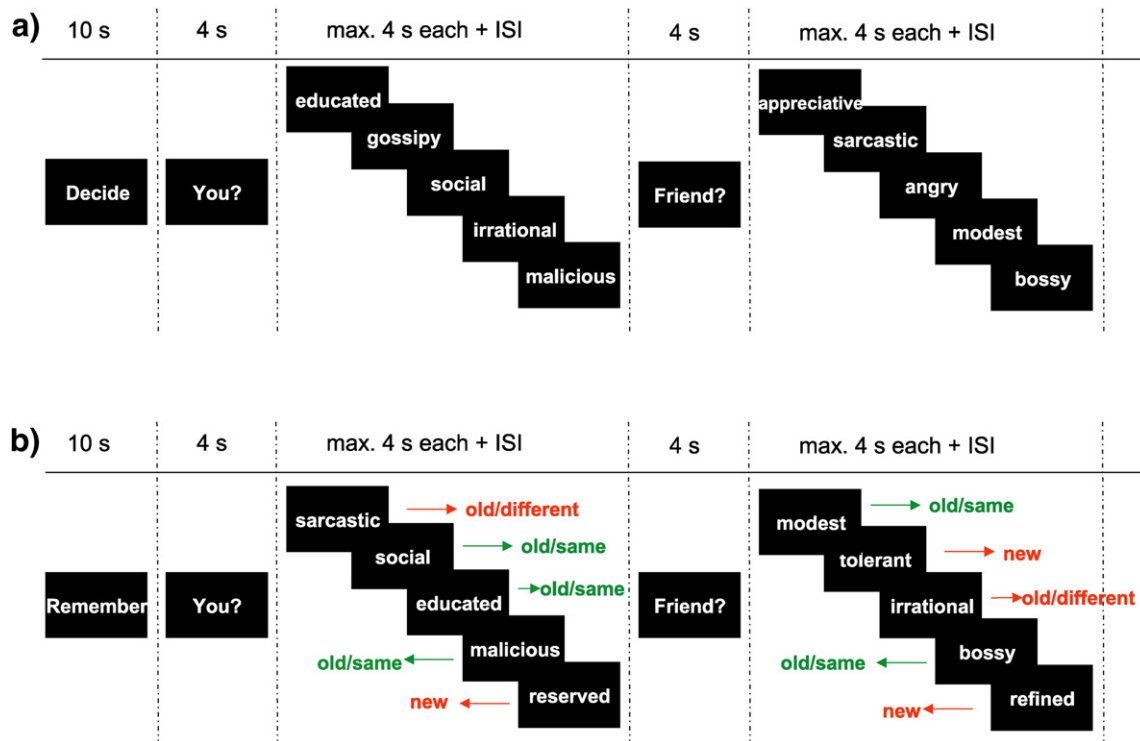 a)
10 s
4 s
max. 4 s each + ISI
4 s
max. 4 s each + ISI
Decide
You?
educated
gossipy
social
irrational
malicious
Friend?
appreciative
sarcastic
angry
modest
bossy
b)
10 s
4 s
max. 4 s each + ISI
4 s
max. 4 s each + ISI
Remember
You?
sarcastic
old/different
social
old/same
educated
old/same
malicious
old/same
reserved
new
Friend?
modest
old/same
tolerant
new
irrational
old/different
bossy
old/same
refined
new